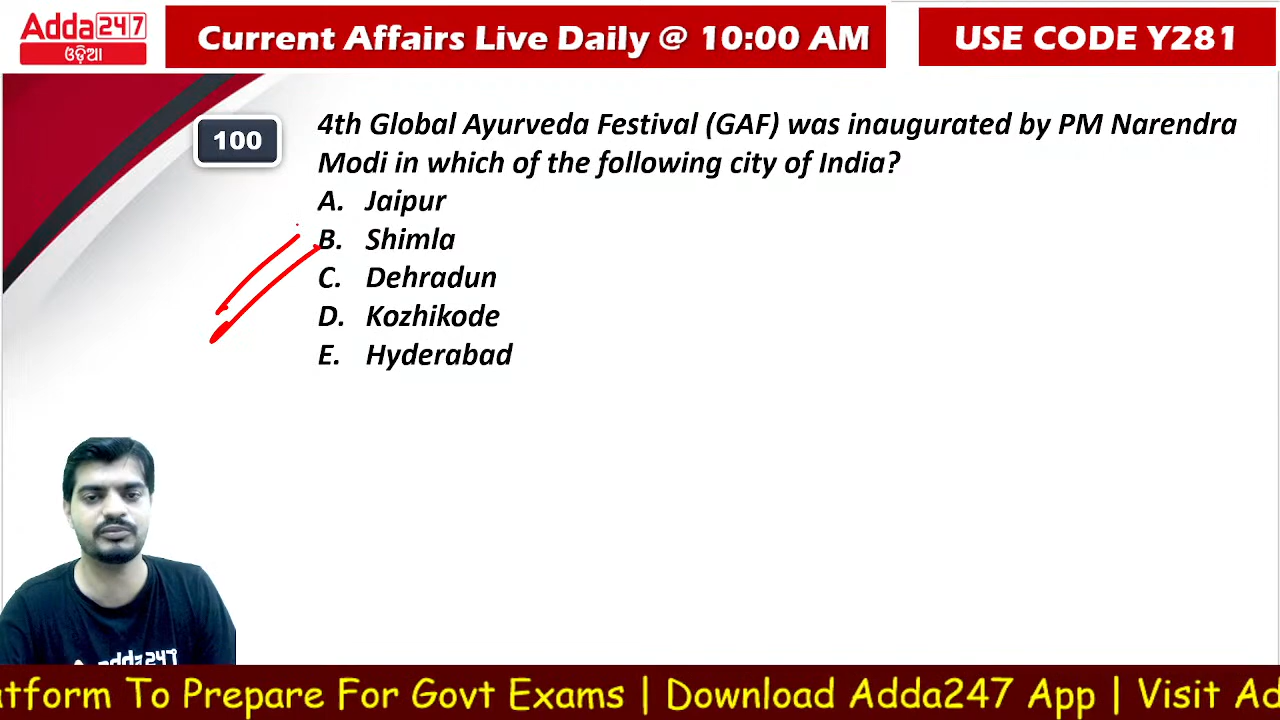 Adda247
ଓଡ଼ିଆ
Current Affairs Live Daily @ 10:00 AM
USE CODE Y281
100
4th Global Ayurveda Festival (GAF) was inaugurated by PM Narendra
Modi in which of the following city of India?
A. Jaipur
B. Shimla
C. Dehradun
D. Kozhikode
E. Hyderabad
adda247
atform To Prepare For Govt Exams | Download Adda247 App | Visit Ad